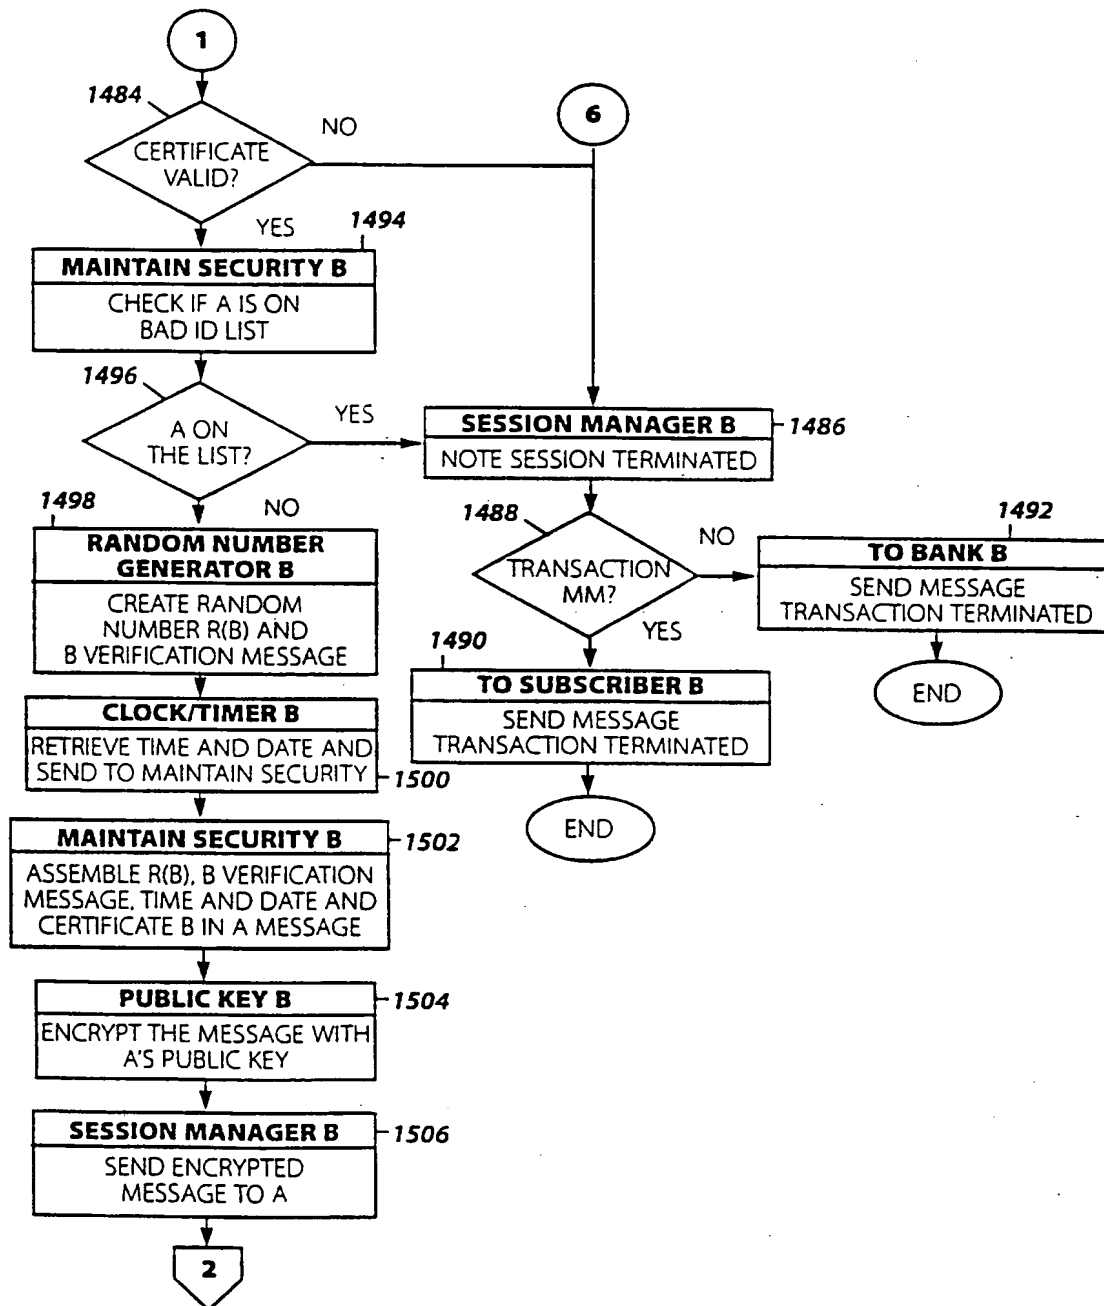 1
1484
CERTIFICATE
VALID?
NO
6
YES
1494
MAINTAIN SECURITY B
CHECK IF A IS ON
BAD ID LIST
1496
A ON
THE LIST?
YES
SESSION MANAGER B
1486
NOTE SESSION TERMINATED
NO
1498
RANDOM NUMBER
GENERATOR B
CREATE RANDOM
NUMBER R(B) AND
B VERIFICATION MESSAGE
1488
TRANSACTION
MM?
NO
1492
TO BANK B
SEND MESSAGE
TRANSACTION TERMINATED
END
YES
1490
TO SUBSCRIBER B
SEND MESSAGE
TRANSACTION TERMINATED
END
CLOCK/TIMER B
RETRIEVE TIME AND DATE AND
SEND TO MAINTAIN SECURITY
1500
MAINTAIN SECURITY B
1502
ASSEMBLE R(B), B VERIFICATION
MESSAGE, TIME AND DATE AND
CERTIFICATE B IN A MESSAGE
PUBLIC KEY B
1504
ENCRYPT THE MESSAGE WITH
A'S PUBLIC KEY
SESSION MANAGER B
1506
SEND ENCRYPTED
MESSAGE TO A
2